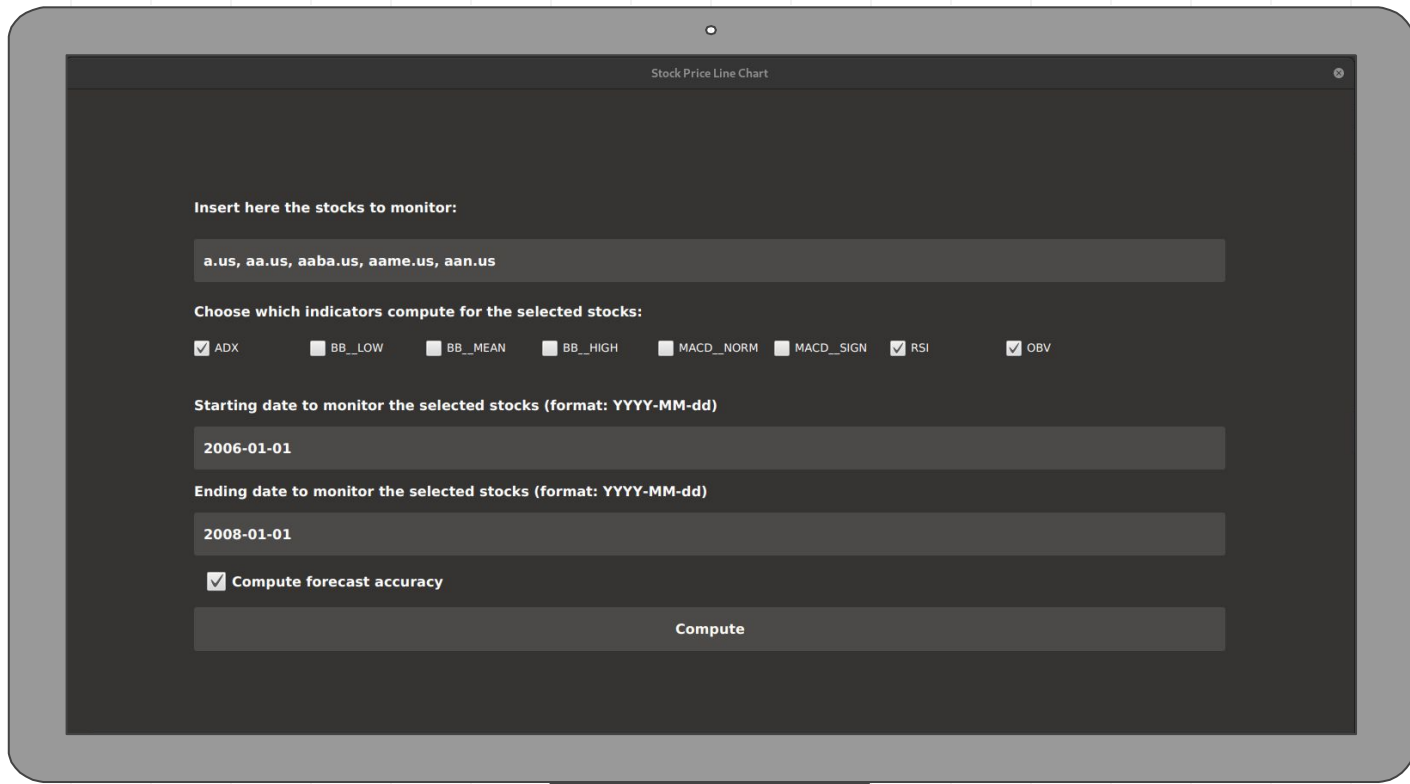 Stock Price Line Chart
Insert here the stocks to monitor:
a.us, aa.us, aaba.us, aame.us, aan.us
Choose which indicators compute for the selected stocks:
ADX BB__LOW BB__MEAN BB__HIGH MACD__NORM MACD__SIGN RSI OBV
Starting date to monitor the selected stocks (format: YYYY-MM-dd)
2006-01-01
Ending date to monitor the selected stocks (format: YYYY-MM-dd)
2008-01-01
Compute forecast accuracy
Compute